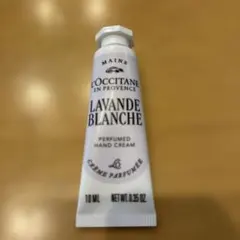 MAINS
L'OCCITANE
EN PROVENCE
LAVANDE
BLANCHE
PERFUMED
HAND CREAM
CRÈME PARFUMÉE
10 ML NET WT. 0.35 OZ.